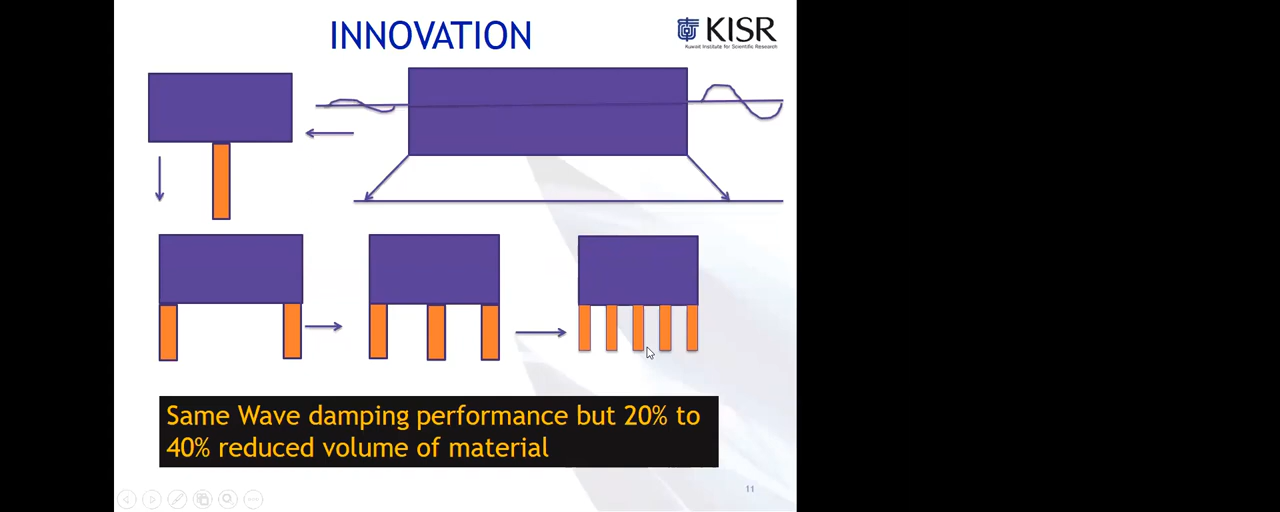 INNOVATION
KISR
Kuwait Institute for Scientific Research
Same Wave damping performance but 20% to
40% reduced volume of material
11